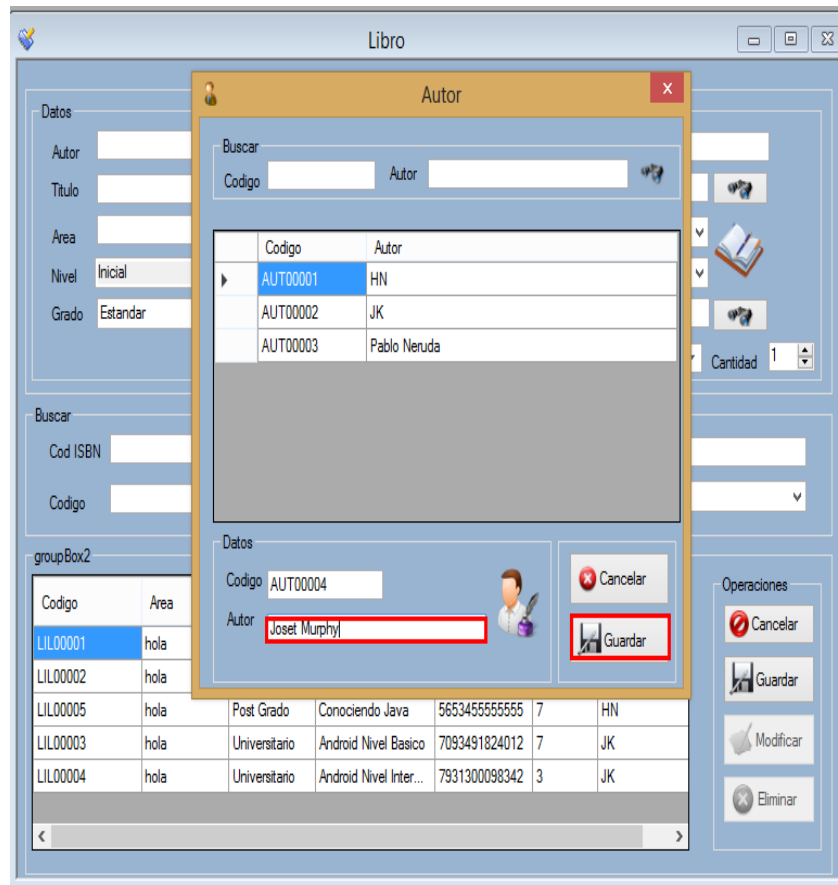 Libro
Autor
x
Datos
Autor
Titulo
Area
Nivel Inicial
Grado Estandar
Cantidad 1
Buscar
Codigo Autor
Codigo Autor
AUT00001 HN
AUT00002 JK
AUT00003 Pablo Neruda
Datos
Codigo AUT00004
Autor Joset Murphy
Cancelar
Guardar
Buscar
Cod ISBN
Codigo
groupBox2
Codigo Area
LIL00001 hola
LIL00002 hola
LIL00005 hola Post Grado Conociendo Java 5653455555555 7 HN
LIL00003 hola Universitario Android Nivel Basico 7093491824012 7 JK
LIL00004 hola Universitario Android Nivel Inter... 7931300098342 3 JK
Operaciones
Cancelar
Guardar
Modificar
Eliminar